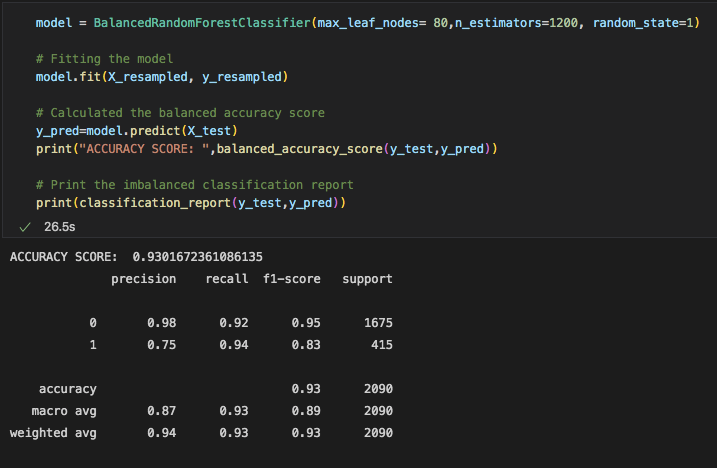 model = BalancedRandomForestClassifier(max_leaf_nodes= 80,n_estimators=1200, random_state=1)
# Fitting the model
model.fit(X_resampled, y_resampled)
# Calculated the balanced accuracy score
y_pred=model.predict(X_test)
print("ACCURACY SCORE: ",balanced_accuracy_score(y_test,y_pred))
# Print the imbalanced classification report
print(classification_report(y_test,y_pred))
✓ 26.5s
ACCURACY SCORE:  0.9301672361086135
precision recall f1-score support
0 0.98 0.92 0.95 1675
1 0.75 0.94 0.83 415
accuracy 0.93 2090
macro avg 0.87 0.93 0.89 2090
weighted avg 0.94 0.93 0.93 2090